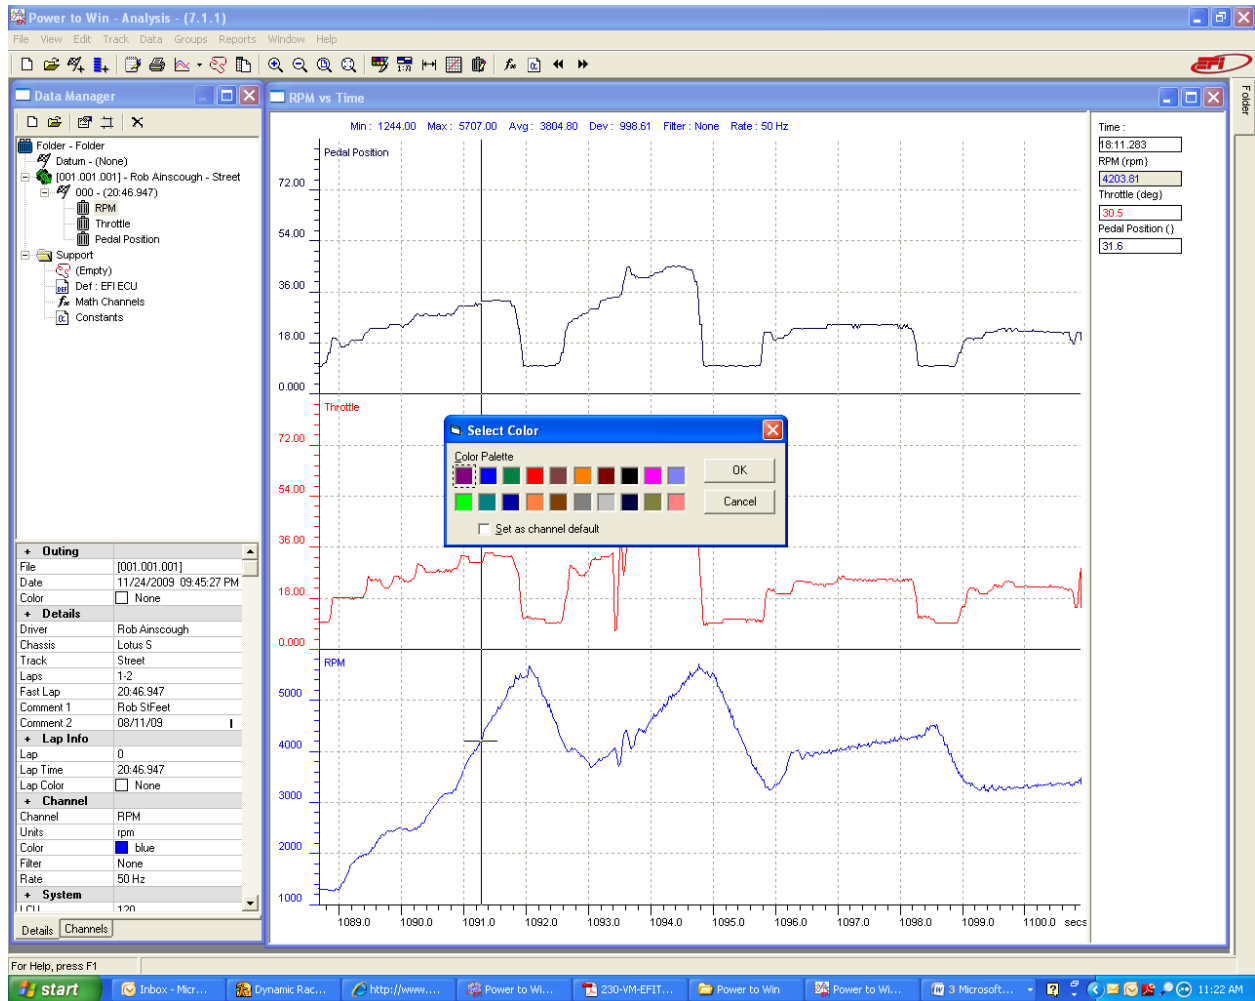 Power to Win - Analysis - (7.1.1)
File View Edit Track Data Groups Reports Window Help
EFI
Data Manager
Folder - Folder
Datum - (None)
[001.001.001] - Rob Ainscough - Street
000 - (20:46.947)
RPM
Throttle
Pedal Position
Support
(Empty)
Def : EFI ECU
Math Channels
Constants
+ Outing
File [001.001.001]
Date 11/24/2009 09:45:27 PM
Color None
+ Details
Driver Rob Ainscough
Chassis Lotus S
Track Street
Laps 1-2
Fast Lap 20:46.947
Comment 1 Rob StFeet
Comment 2 08/11/09
+ Lap Info
Lap 0
Lap Time 20:46.947
Lap Color None
+ Channel
Channel RPM
Units rpm
Color blue
Filter None
Rate 50 Hz
+ System
LCU 120
Details Channels
RPM vs Time
Min : 1244.00 Max : 5707.00 Avg : 3804.80 Dev : 998.61 Filter : None Rate : 50 Hz
Pedal Position
72.00
54.00
36.00
18.00
0.000
Throttle
72.00
54.00
36.00
18.00
0.000
RPM
5000
4000
3000
2000
1000
1089.0 1090.0 1091.0 1092.0 1093.0 1094.0 1095.0 1096.0 1097.0 1098.0 1099.0 1100.0 secs
Select Color
Color Palette
OK
Cancel
Set as channel default
Time :
18:11.283
RPM (rpm}
4203.81
Throttle (deg}
30.5
Pedal Position (}
31.6
Folder
For Help, press F1
start Inbox - Micr... Dynamic Rac... http://www.... Power to Wi... 230-VM-EFIT... Power to Win Power to Wi... 3 Microsoft... 11:22 AM